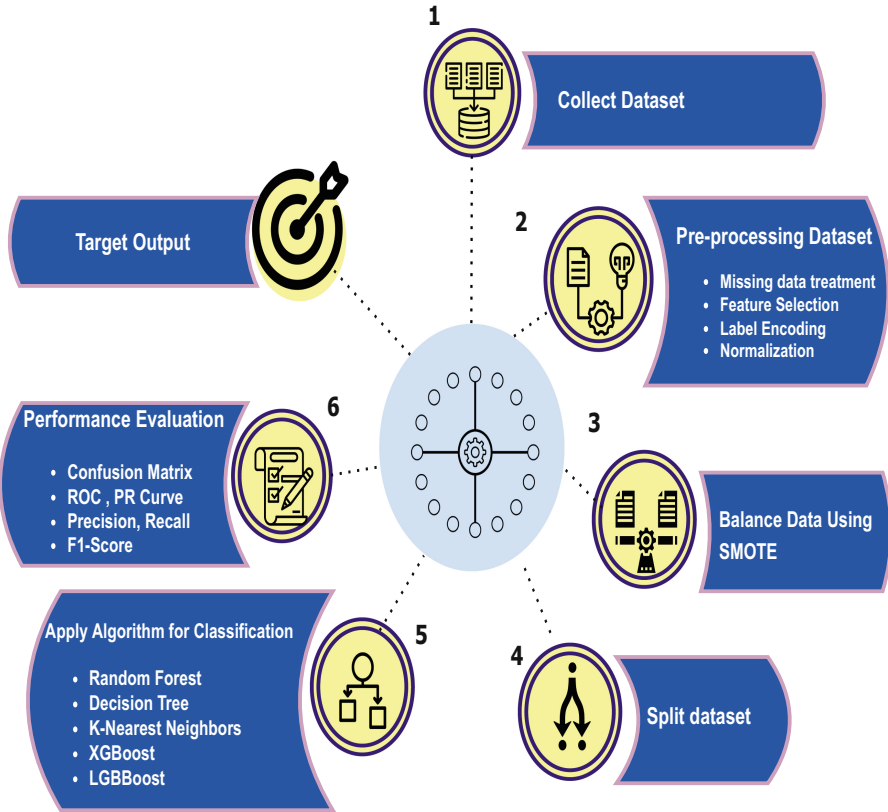 1
Collect Dataset
2
Pre-processing Dataset
• Missing data treatment
• Feature Selection
• Label Encoding
• Normalization
3
Balance Data Using
SMOTE
4
Split dataset
5
Apply Algorithm for Classification
• Random Forest
• Decision Tree
• K-Nearest Neighbors
• XGBoost
• LGBBoost
6
Performance Evaluation
• Confusion Matrix
• ROC , PR Curve
• Precision, Recall
• F1-Score
Target Output